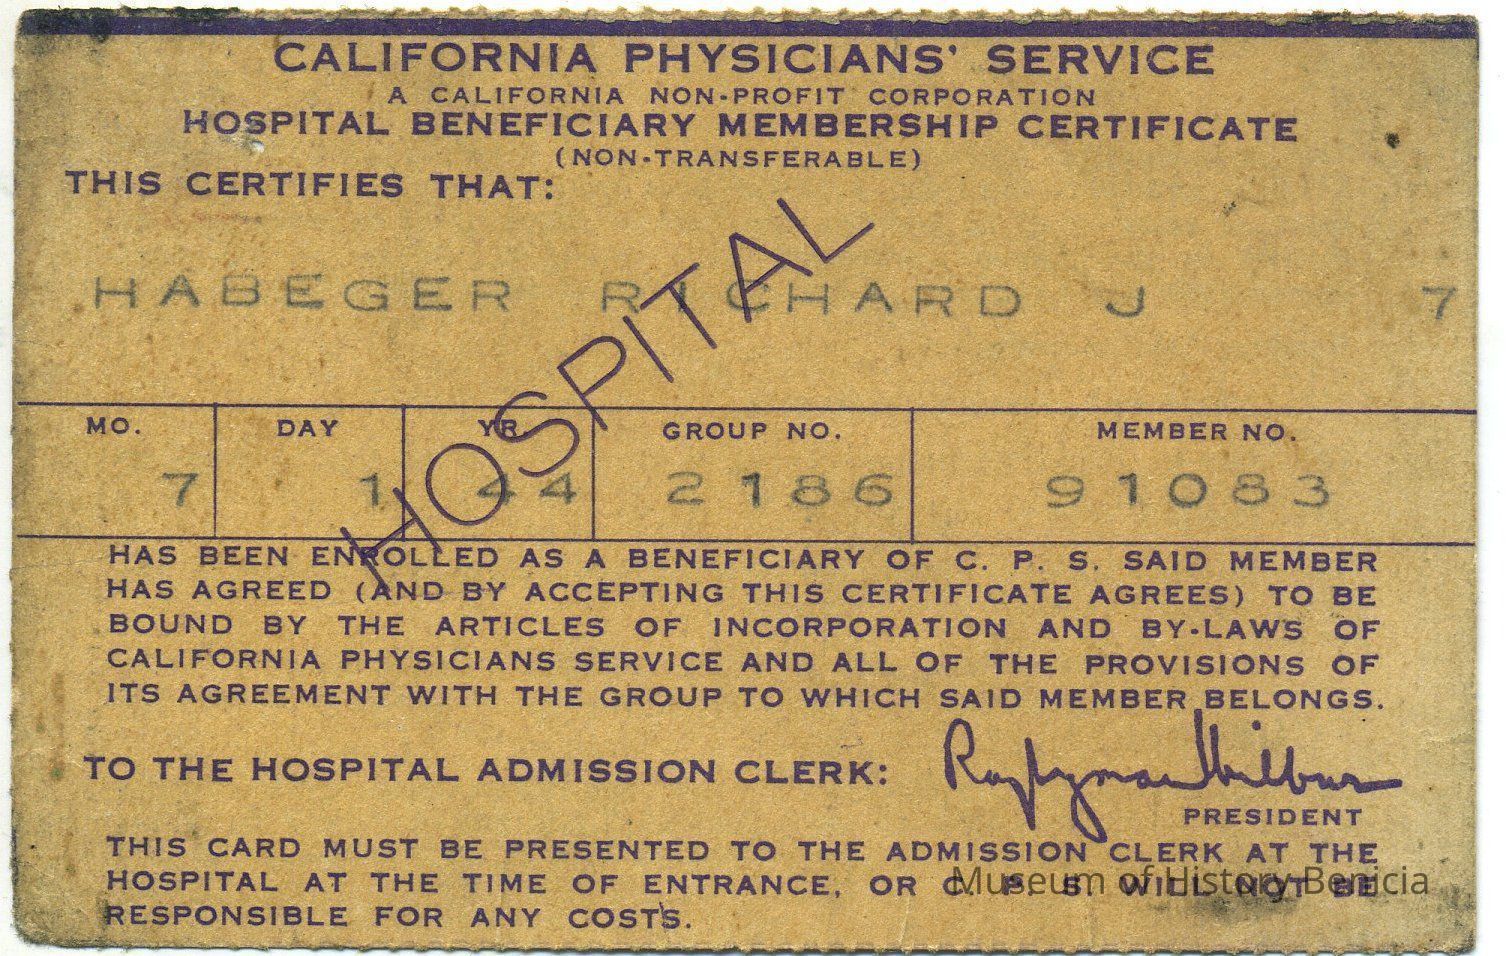 CALIFORNIA PHYSICIANS' SERVICE
A CALIFORNIA NON-PROFIT CORPORATION
HOSPITAL BENEFICIARY MEMBERSHIP CERTIFICATE
(NON-TRANSFERABLE)
THIS CERTIFIES THAT:
HABEGER RICHARD J 7
HOSPITAL
MO. DAY YR. GROUP NO. MEMBER NO.
7 1 44 2186 91083
HAS BEEN ENROLLED AS A BENEFICIARY OF C. P. S. SAID MEMBER
HAS AGREED (AND BY ACCEPTING THIS CERTIFICATE AGREES) TO BE
BOUND BY THE ARTICLES OF INCORPORATION AND BY-LAWS OF
CALIFORNIA PHYSICIANS SERVICE AND ALL OF THE PROVISIONS OF
ITS AGREEMENT WITH THE GROUP TO WHICH SAID MEMBER BELONGS.
TO THE HOSPITAL ADMISSION CLERK: Ray Lyman Wilbur
PRESIDENT
THIS CARD MUST BE PRESENTED TO THE ADMISSION CLERK AT THE
HOSPITAL AT THE TIME OF ENTRANCE, OR C. P. S. WILL NOT BE
RESPONSIBLE FOR ANY COSTS.
Museum of History Benicia